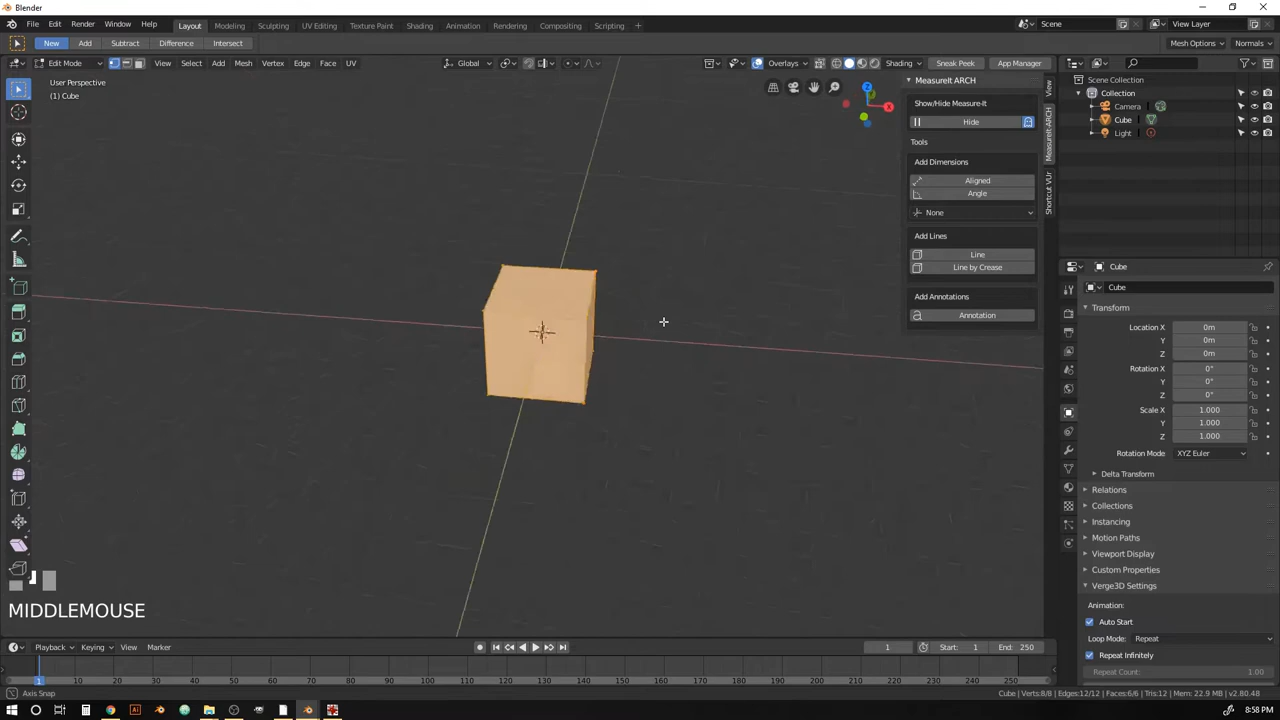 Blender
File Edit Render Window Help
Layout Modeling Sculpting UV Editing Texture Paint Shading Animation Rendering Compositing Scripting +
Scene
View Layer
New Add Subtract Difference Intersect
Mesh Options
Normals
Edit Mode
View Select Add Mesh Vertex Edge Face UV
Global
Overlays
Shading
Sneak Peek
App Manager
User Perspective
(1) Cube
X
Z
MeasureIt ARCH
Show/Hide Measure-It
Hide
Tools
Add Dimensions
Aligned
Angle
None
Add Lines
Line
Line by Crease
Add Annotations
Annotation
View
MeasureIt-ARCH
Shortcut VUr
Scene Collection
Collection
Camera
Cube
Light
Cube
Cube
Transform
Location X 0m
Y 0m
Z 0m
Rotation X 0°
Y 0°
Z 0°
Scale X 1.000
Y 1.000
Z 1.000
Rotation Mode XYZ Euler
Delta Transform
Relations
Collections
Instancing
Motion Paths
Viewport Display
Custom Properties
Verge3D Settings
Animation:
Auto Start
Loop Mode: Repeat
Repeat Infinitely
Repeat Count: 1.00
MIDDLEMOUSE
Playback Keying View Marker
1
Start: 1
End: 250
1 10 20 30 40 50 60 70 80 90 100 110 120 130 140 150 160 170 180 190 200 210 220 230 240 250
Axis Snap
Cube | Verts:8/8 | Edges:12/12 | Faces:6/6 | Tris:12 | Mem: 22.9 MB | v2.80.48
8:58 PM